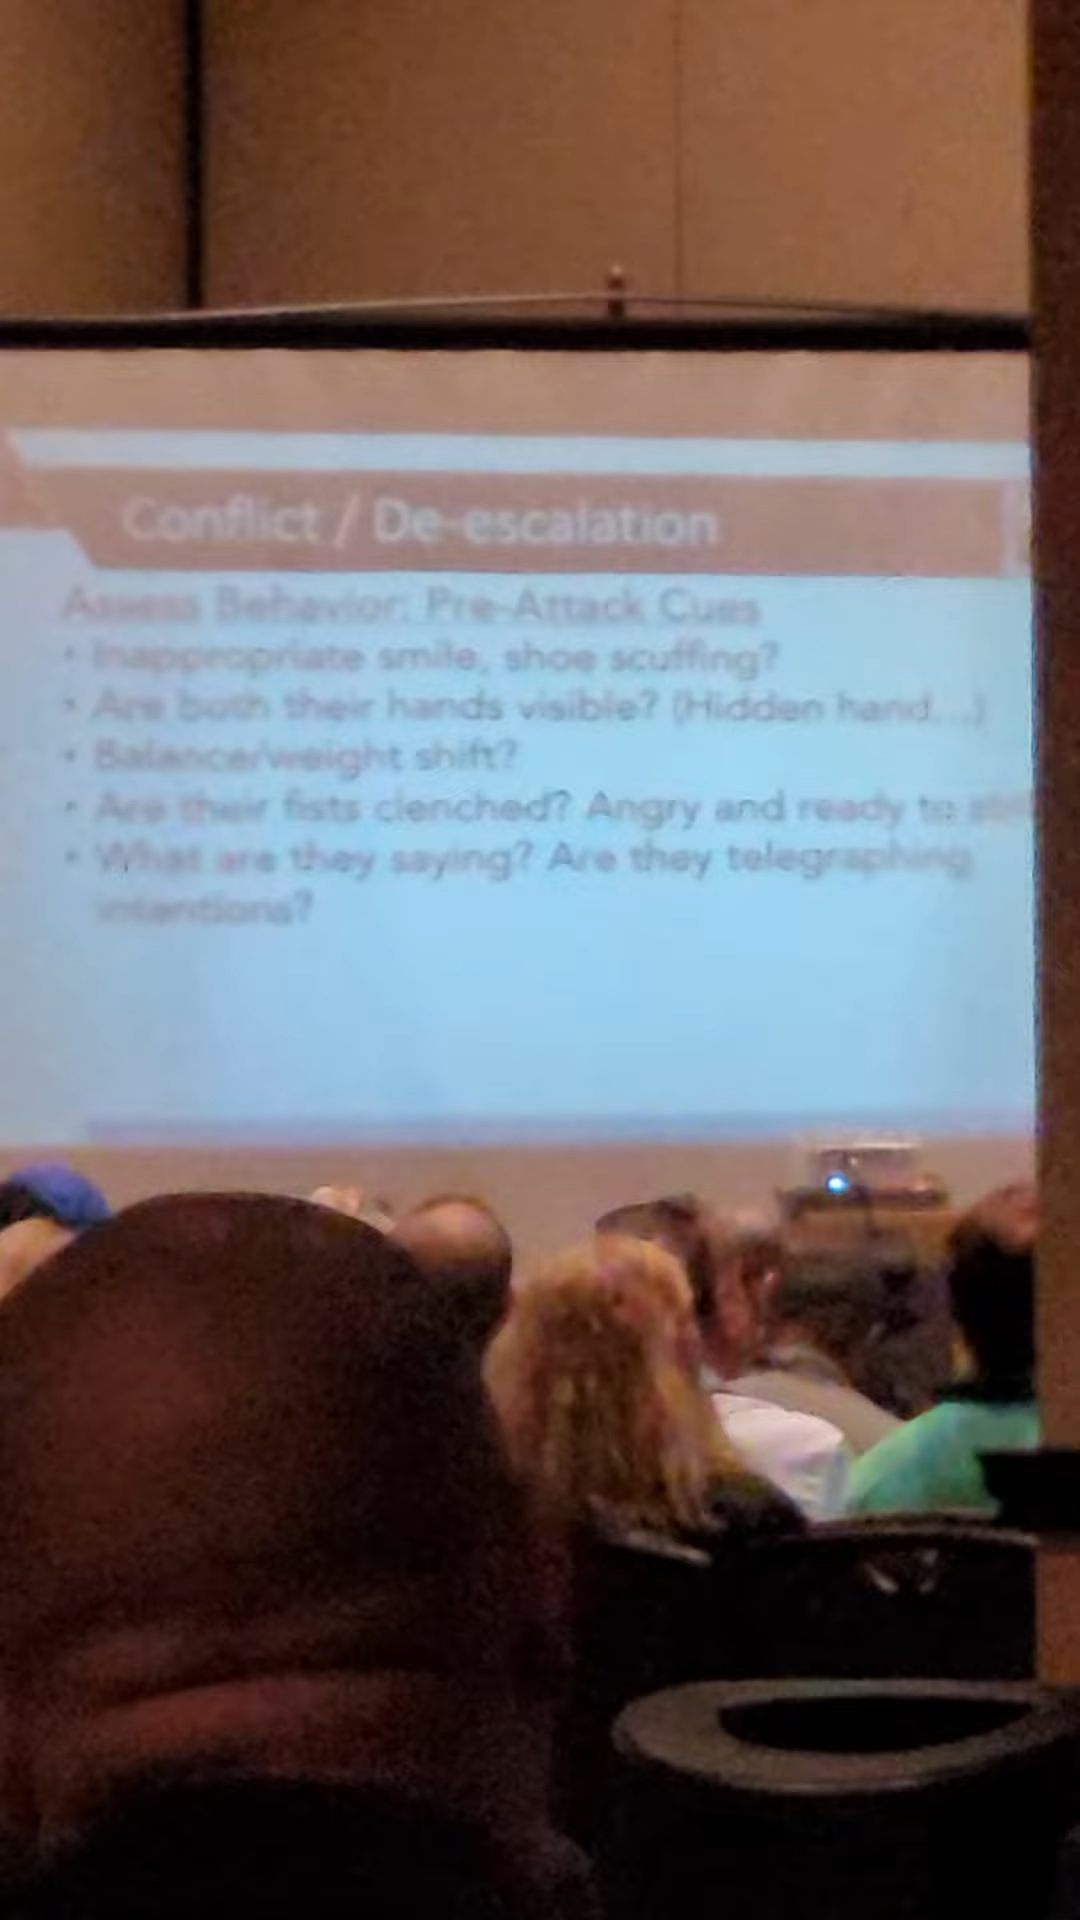 Conflict / De-escalation
Assess Behavior: Pre-Attack Cues
• Inappropriate smile, shoe scuffing?
• Are both their hands visible? (Hidden hand...)
• Balance/weight shift?
• Are their fists clenched? Angry and ready to
• What are they saying? Are they telegraphing
intentions?